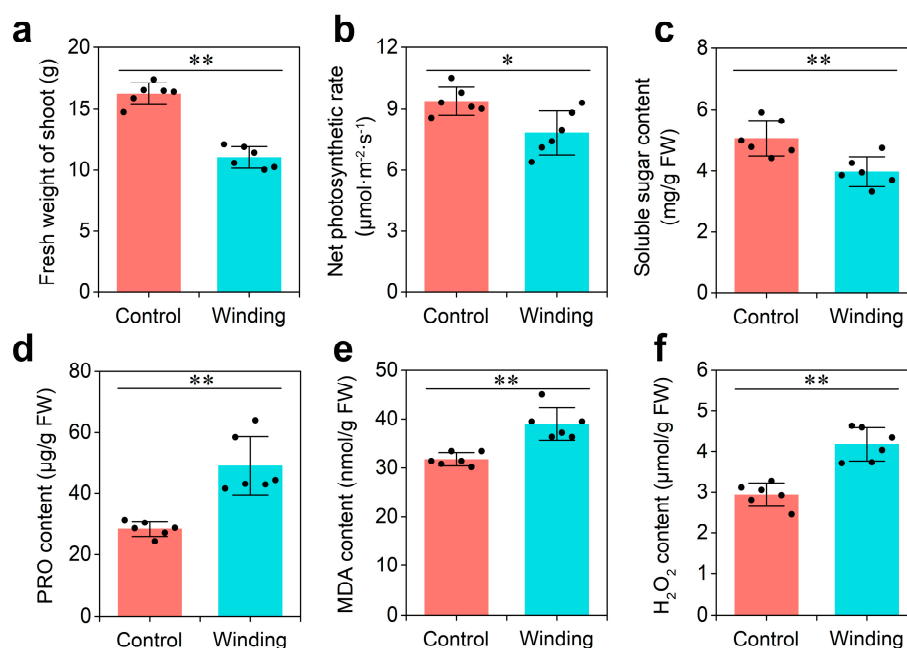 a
Fresh weight of shoot (g)
20
15
10
5
0
**
Control
Winding
b
Net photosynthetic rate
(μmol·m⁻²·s⁻¹)
12
9
6
3
0
*
Control
Winding
c
Soluble sugar content
(mg/g FW)
8
6
4
2
0
**
Control
Winding
d
PRO content (μg/g FW)
80
60
40
20
0
**
Control
Winding
e
MDA content (nmol/g FW)
50
40
30
20
10
0
**
Control
Winding
f
H₂O₂ content (μmol/g FW)
6
5
4
3
2
1
0
**
Control
Winding